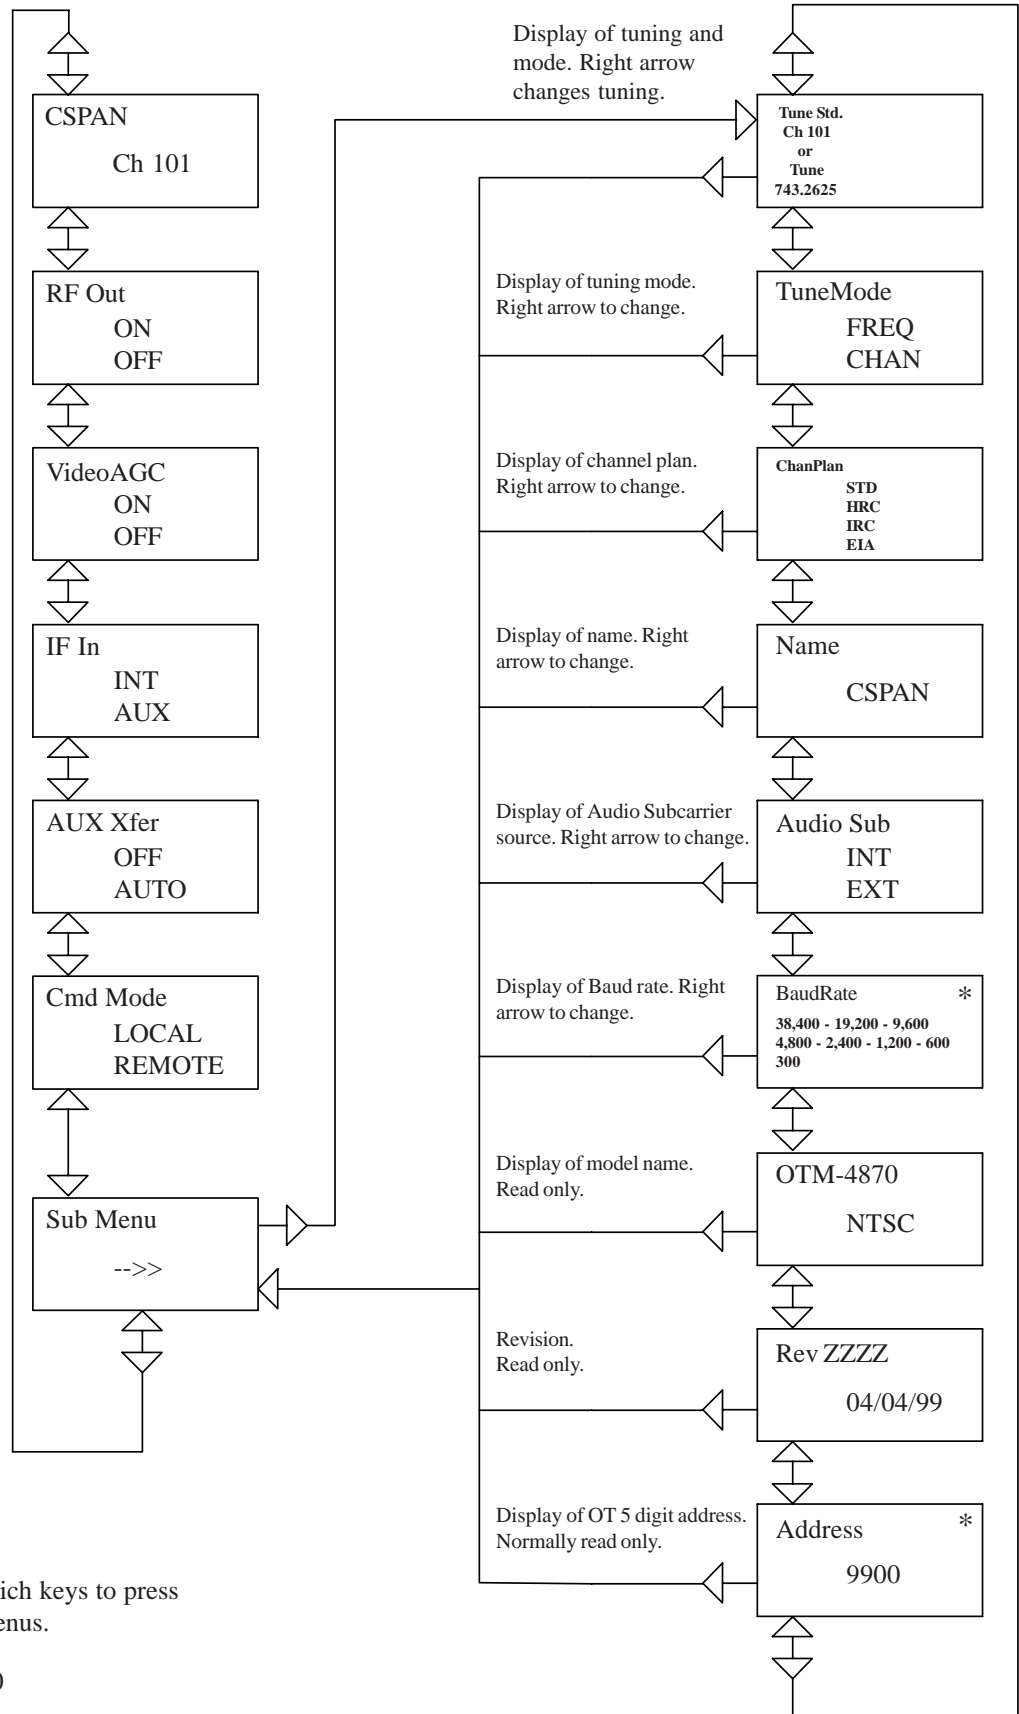 CSPAN
Ch 101
RF Out
ON
OFF
VideoAGC
ON
OFF
IF In
INT
AUX
AUX Xfer
OFF
AUTO
Cmd Mode
LOCAL
REMOTE
Sub Menu
-->>
Display of tuning and
mode. Right arrow
changes tuning.
Tune Std.
Ch 101
or
Tune
743.2625
Display of tuning mode.
Right arrow to change.
TuneMode
FREQ
CHAN
Display of channel plan.
Right arrow to change.
ChanPlan
STD
HRC
IRC
EIA
Display of name. Right
arrow to change.
Name
CSPAN
Display of Audio Subcarrier
source. Right arrow to change.
Audio Sub
INT
EXT
Display of Baud rate. Right
arrow to change.
BaudRate *
38,400 - 19,200 - 9,600
4,800 - 2,400 - 1,200 - 600
300
Display of model name.
Read only.
OTM-4870
NTSC
Revision.
Read only.
Rev ZZZZ
04/04/99
Display of OT 5 digit address.
Normally read only.
Address *
9900
keys to press